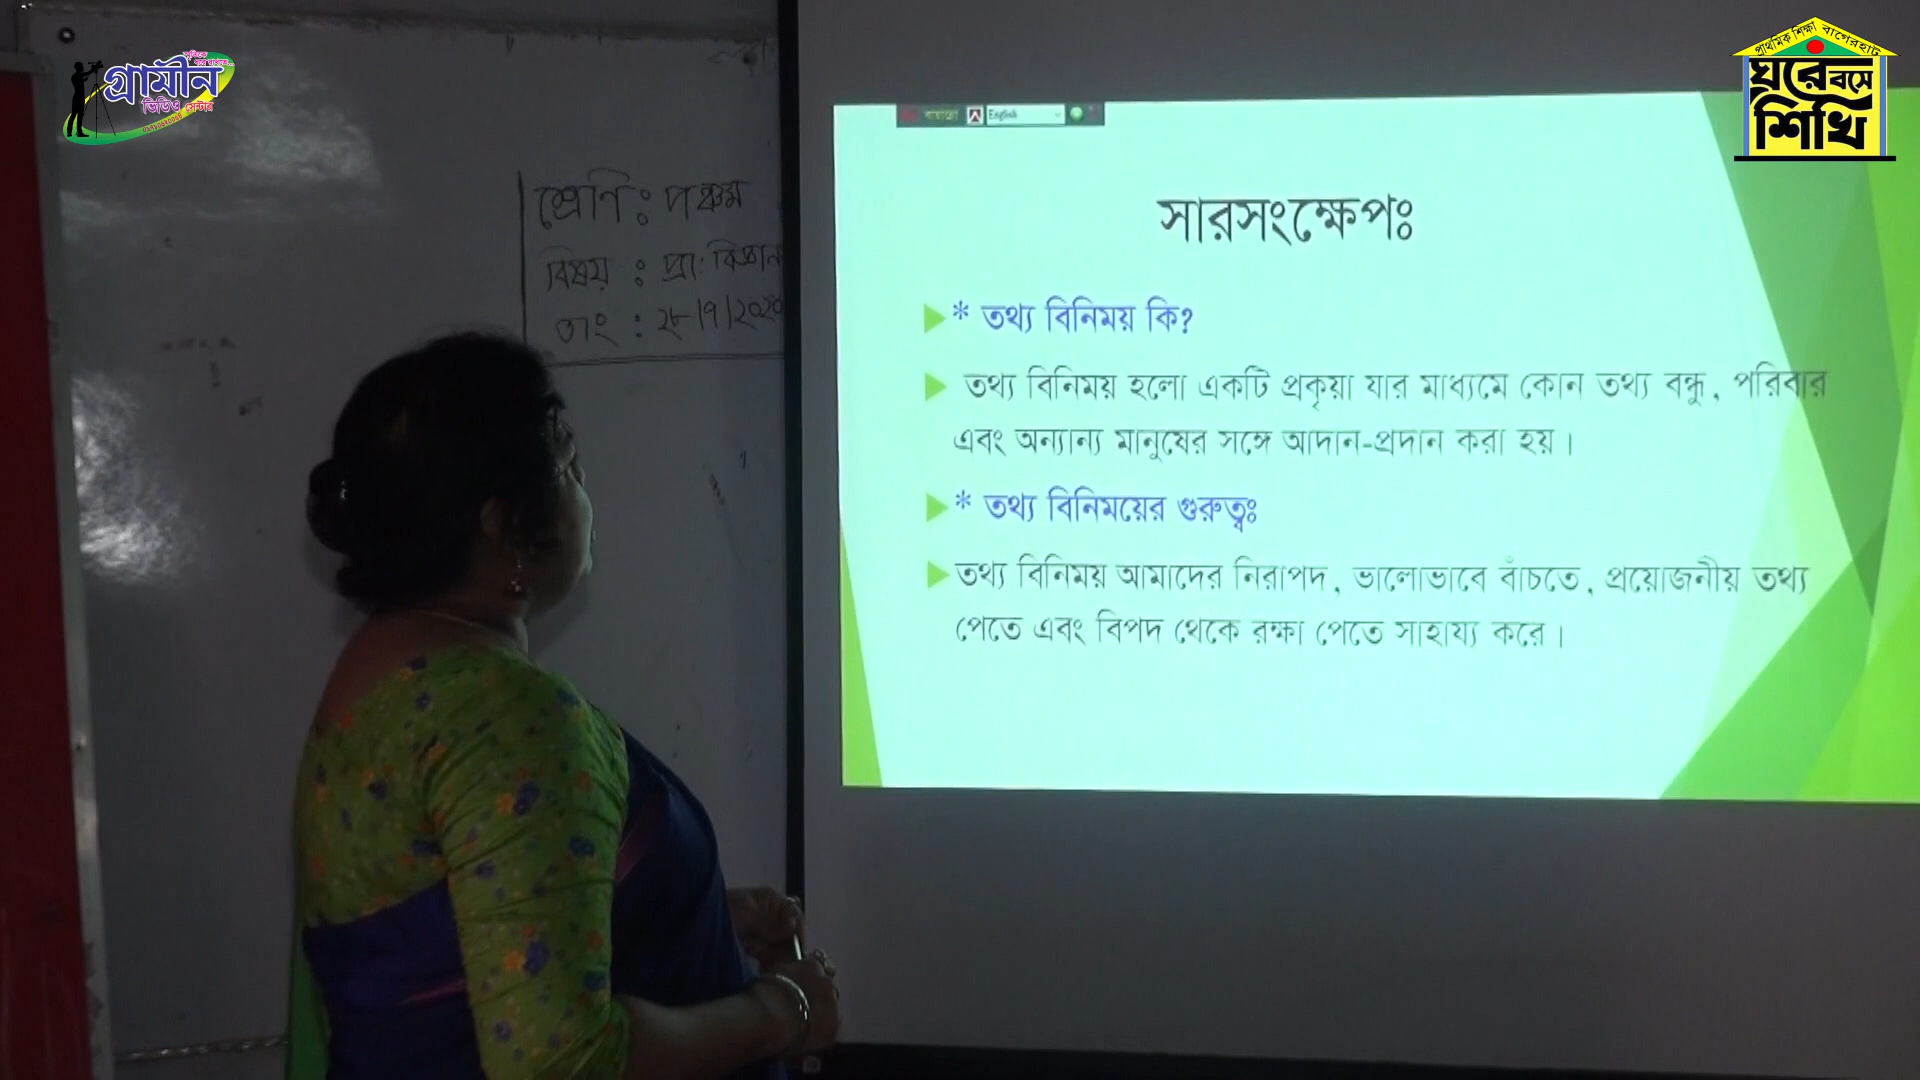 গ্রামীন
ভিডিও সেন্টার
প্রাথমিক শিক্ষা বাগেরহাট
ঘরে বসে
শিখি
শ্রেণি : পঞ্চম
বিষয় : প্রা: বিজ্ঞান
তাং : ২৮/৭/২০২০
English
সারসংক্ষেপঃ
* তথ্য বিনিময় কি?
তথ্য বিনিময় হলো একটি প্রকৃয়া যার মাধ্যমে কোন তথ্য বন্ধু, পরিবার
এবং অন্যান্য মানুষের সঙ্গে আদান-প্রদান করা হয়।
* তথ্য বিনিময়ের গুরুত্বঃ
তথ্য বিনিময় আমাদের নিরাপদ, ভালোভাবে বাঁচতে, প্রয়োজনীয় তথ্য
পেতে এবং বিপদ থেকে রক্ষা পেতে সাহায্য করে।